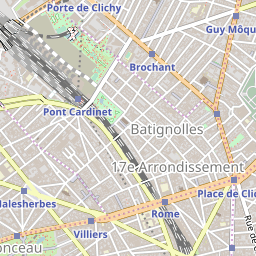 Porte de Clichy
Guy Môqu
Brochant
Pont Cardinet
Batignolles
17e Arrondissement
Place de Clic
Malesherbes
Rome
Villiers
Rue de C
onceau